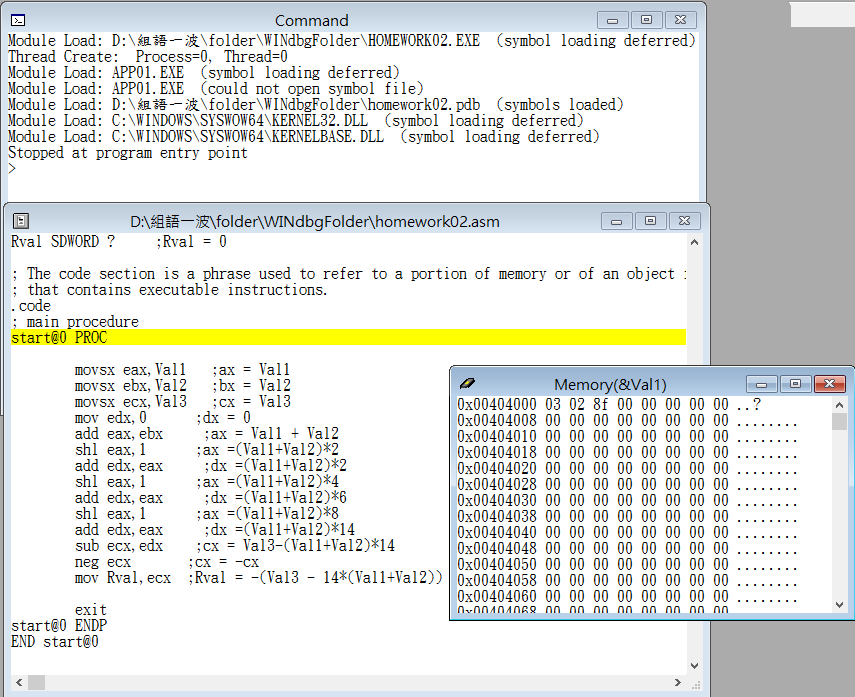 Command
Module Load: D:\組語一波\folder\WINdbgFolder\HOMEWORK02.EXE (symbol loading deferred)
Thread Create: Process=0, Thread=0
Module Load: APP01.EXE (symbol loading deferred)
Module Load: APP01.EXE (could not open symbol file)
Module Load: D:\組語一波\folder\WINdbgFolder\homework02.pdb (symbols loaded)
Module Load: C:\WINDOWS\SYSWOW64\KERNEL32.DLL (symbol loading deferred)
Module Load: C:\WINDOWS\SYSWOW64\KERNELBASE.DLL (symbol loading deferred)
Stopped at program entry point
>
D:\組語一波\folder\WINdbgFolder\homework02.asm
Rval SDWORD ? ;Rval = 0
; The code section is a phrase used to refer to a portion of memory or of an object
; that contains executable instructions.
.code
; main procedure
start@0 PROC
movsx eax,Val1 ;ax = Val1
movsx ebx,Val2 ;bx = Val2
movsx ecx,Val3 ;cx = Val3
mov edx,0 ;dx = 0
add eax,ebx ;ax = Val1 + Val2
shl eax,1 ;ax =(Val1+Val2)*2
add edx,eax ;dx =(Val1+Val2)*2
shl eax,1 ;ax =(Val1+Val2)*4
add edx,eax ;dx =(Val1+Val2)*6
shl eax,1 ;ax =(Val1+Val2)*8
add edx,eax ;dx =(Val1+Val2)*14
sub ecx,edx ;cx = Val3-(Val1+Val2)*14
neg ecx ;cx = -cx
mov Rval,ecx ;Rval = -(Val3 - 14*(Val1+Val2))
exit
start@0 ENDP
END start@0
Memory(&Val1)
0x00404000 03 02 8f 00 00 00 00 00 ..?
0x00404008 00 00 00 00 00 00 00 00 ........
0x00404010 00 00 00 00 00 00 00 00 ........
0x00404018 00 00 00 00 00 00 00 00 ........
0x00404020 00 00 00 00 00 00 00 00 ........
0x00404028 00 00 00 00 00 00 00 00 ........
0x00404030 00 00 00 00 00 00 00 00 ........
0x00404038 00 00 00 00 00 00 00 00 ........
0x00404040 00 00 00 00 00 00 00 00 ........
0x00404048 00 00 00 00 00 00 00 00 ........
0x00404050 00 00 00 00 00 00 00 00 ........
0x00404058 00 00 00 00 00 00 00 00 ........
0x00404060 00 00 00 00 00 00 00 00 ........
0x00404068 00 00 00 00 00 00 00 00